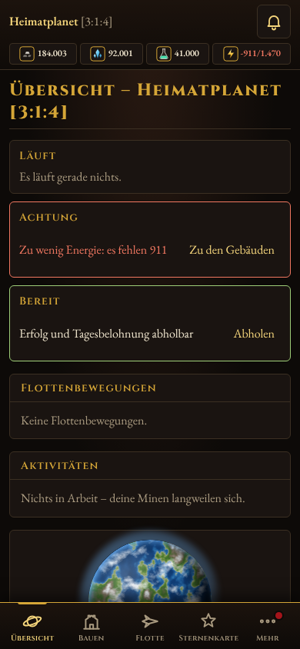 Heimatplanet [3:1:4]
184.003 92.001 41.000 -911/1.470
Übersicht – Heimatplanet
[3:1:4]
Läuft
Es läuft gerade nichts.
Achtung
Zu wenig Energie: es fehlen 911 Zu den Gebäuden
Bereit
Erfolg und Tagesbelohnung abholbar Abholen
Flottenbewegungen
Keine Flottenbewegungen.
Aktivitäten
Nichts in Arbeit – deine Minen langweilen sich.
Übersicht Bauen Flotte Sternenkarte Mehr